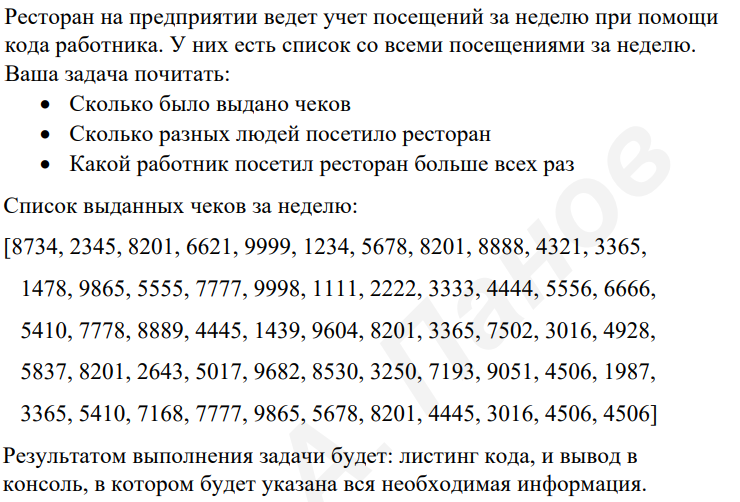 Ресторан на предприятии ведет учет посещений за неделю при помощи
кода работника. У них есть список со всеми посещениями за неделю.
Ваша задача почитать:
• Сколько было выдано чеков
• Сколько разных людей посетило ресторан
• Какой работник посетил ресторан больше всех раз
Список выданных чеков за неделю:
[8734, 2345, 8201, 6621, 9999, 1234, 5678, 8201, 8888, 4321, 3365,
1478, 9865, 5555, 7777, 9998, 1111, 2222, 3333, 4444, 5556, 6666,
5410, 7778, 8889, 4445, 1439, 9604, 8201, 3365, 7502, 3016, 4928,
5837, 8201, 2643, 5017, 9682, 8530, 3250, 7193, 9051, 4506, 1987,
3365, 5410, 7168, 7777, 9865, 5678, 8201, 4445, 3016, 4506, 4506]
Результатом выполнения задачи будет: листинг кода, и вывод в
консоль, в котором будет указана вся необходимая информация.
А. Панов